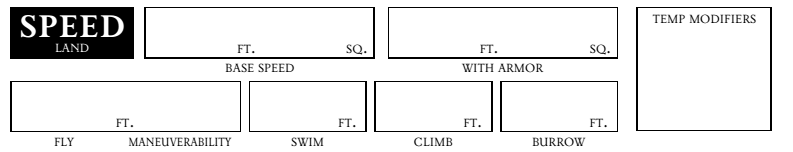 SPEED
LAND
FT. SQ.
BASE SPEED
FT. SQ.
WITH ARMOR
TEMP MODIFIERS
FT.
FLY MANEUVERABILITY
FT.
SWIM
FT.
CLIMB
FT.
BURROW